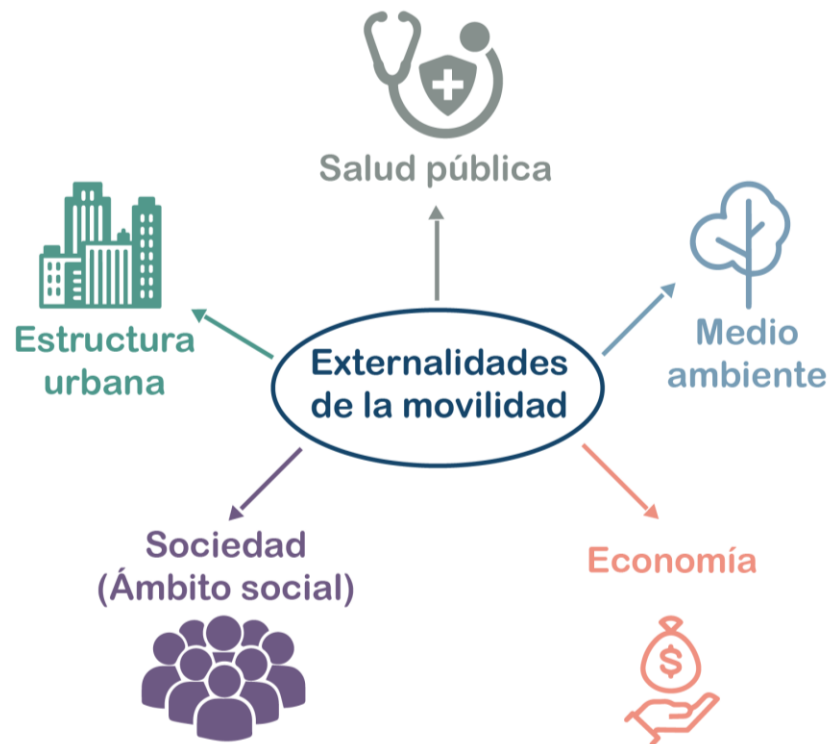 Salud pública
Estructura
urbana
Medio
ambiente
Externalidades
de la movilidad
Sociedad
(Ámbito social)
Economía
$